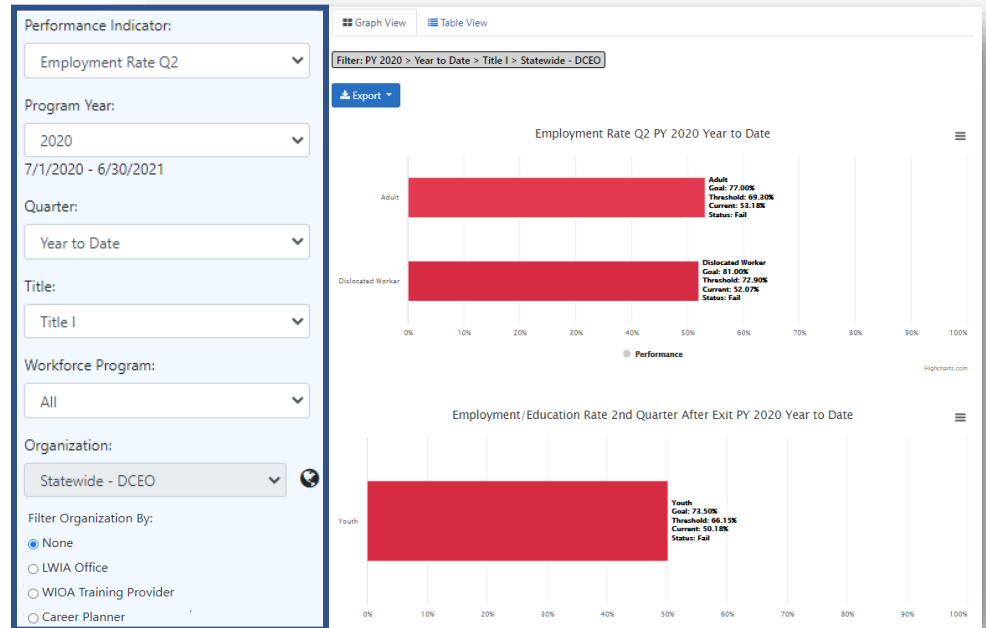 Performance Indicator:
Employment Rate Q2
Program Year:
2020
7/1/2020 - 6/30/2021
Quarter:
Year to Date
Title:
Title I
Workforce Program:
All
Organization:
Statewide - DCEO
Filter Organization By:
None
LWIA Office
WIOA Training Provider
Career Planner
Graph View Table View
Filter: PY 2020 > Year to Date > Title I > Statewide - DCEO
Export
Employment Rate Q2 PY 2020 Year to Date
Adult
Adult
Goal: 77.00%
Threshold: 69.30%
Current: 53.18%
Status: Fail
Dislocated Worker
Dislocated Worker
Goal: 81.00%
Threshold: 72.90%
Current: 52.07%
Status: Fail
0% 10% 20% 30% 40% 50% 60% 70% 80% 90% 100%
Performance
Highcharts.com
Employment/Education Rate 2nd Quarter After Exit PY 2020 Year to Date
Youth
Youth
Goal: 73.50%
Threshold: 66.15%
Current: 50.18%
Status: Fail
0% 10% 20% 30% 40% 50% 60% 70% 80% 90% 100%